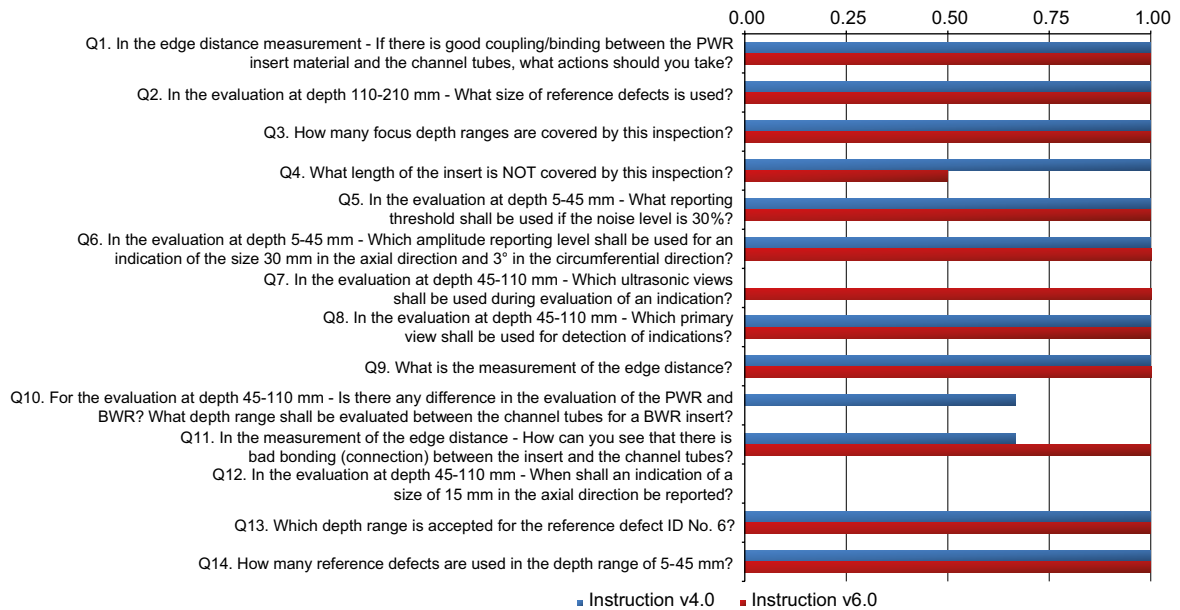 0.00 0.25 0.50 0.75 1.00
Q1. In the edge distance measurement - If there is good coupling/binding between the PWR
insert material and the channel tubes, what actions should you take?
Q2. In the evaluation at depth 110-210 mm - What size of reference defects is used?
Q3. How many focus depth ranges are covered by this inspection?
Q4. What length of the insert is NOT covered by this inspection?
Q5. In the evaluation at depth 5-45 mm - What reporting
threshold shall be used if the noise level is 30%?
Q6. In the evaluation at depth 5-45 mm - Which amplitude reporting level shall be used for an
indication of the size 30 mm in the axial direction and 3° in the circumferential direction?
Q7. In the evaluation at depth 45-110 mm - Which ultrasonic views
shall be used during evaluation of an indication?
Q8. In the evaluation at depth 45-110 mm - Which primary
view shall be used for detection of indications?
Q9. What is the measurement of the edge distance?
Q10. For the evaluation at depth 45-110 mm - Is there any difference in the evaluation of the PWR and
BWR? What depth range shall be evaluated between the channel tubes for a BWR insert?
Q11. In the measurement of the edge distance - How can you see that there is
bad bonding (connection) between the insert and the channel tubes?
Q12. In the evaluation at depth 45-110 mm - When shall an indication of a
size of 15 mm in the axial direction be reported?
Q13. Which depth range is accepted for the reference defect ID No. 6?
Q14. How many reference defects are used in the depth range of 5-45 mm?
Instruction v4.0 Instruction v6.0